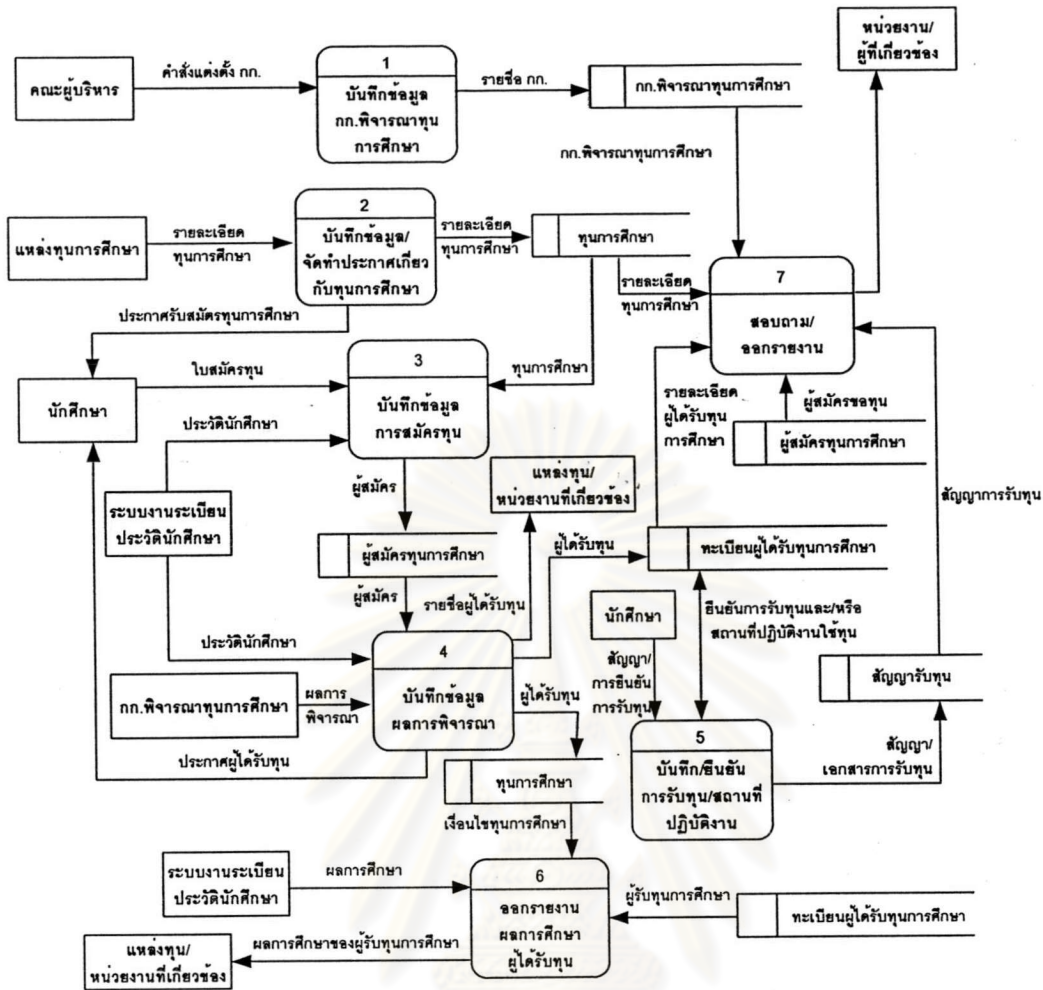 หน่วยงาน/
ผู้ที่เกี่ยวข้อง
คณะผู้บริหาร
คำสั่งแต่งตั้ง กก.
1
บันทึกข้อมูล
กก.พิจารณาทุน
การศึกษา
รายชื่อ กก.
กก.พิจารณาทุนการศึกษา
กก.พิจารณาทุนการศึกษา
แหล่งทุนการศึกษา
รายละเอียด
ทุนการศึกษา
2
บันทึกข้อมูล/
จัดทำประกาศเกี่ยว
กับทุนการศึกษา
รายละเอียด
ทุนการศึกษา
ทุนการศึกษา
รายละเอียด
ทุนการศึกษา
7
สอบถาม/
ออกรายงาน
ประกาศรับสมัครทุนการศึกษา
นักศึกษา
ใบสมัครทุน
3
บันทึกข้อมูล
การสมัครทุน
ทุนการศึกษา
ประวัตินักศึกษา
รายละเอียด
ผู้ได้รับทุน
การศึกษา
ผู้สมัครขอทุน
ผู้สมัครทุนการศึกษา
ระบบงานระเบียน
ประวัตินักศึกษา
ผู้สมัคร
แหล่งทุน/
หน่วยงานที่เกี่ยวข้อง
สัญญาการรับทุน
ผู้สมัครทุนการศึกษา
ผู้ได้รับทุน
ทะเบียนผู้ได้รับทุนการศึกษา
ผู้สมัคร
รายชื่อผู้ได้รับทุน
นักศึกษา
ยืนยันการรับทุนและ/หรือ
สถานที่ปฏิบัติงานใช้ทุน
ประวัตินักศึกษา
4
บันทึกข้อมูล
ผลการพิจารณา
สัญญา/
การยืนยัน
การรับทุน
สัญญารับทุน
กก.พิจารณาทุนการศึกษา
ผลการ
พิจารณา
ผู้ได้รับทุน
5
บันทึก/ยืนยัน
การรับทุน/สถานที่
ปฏิบัติงาน
สัญญา/
เอกสารการรับทุน
ประกาศผู้ได้รับทุน
ทุนการศึกษา
เงื่อนไขทุนการศึกษา
ระบบงานระเบียน
ประวัตินักศึกษา
ผลการศึกษา
6
ออกรายงาน
ผลการศึกษา
ผู้ได้รับทุน
ผู้รับทุนการศึกษา
ทะเบียนผู้ได้รับทุนการศึกษา
แหล่งทุน/
หน่วยงานที่เกี่ยวข้อง
ผลการศึกษาของผู้รับทุนการศึกษา